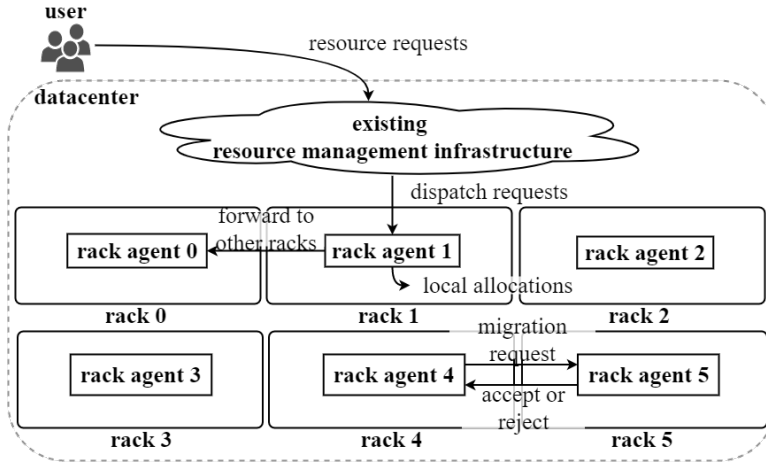 user
resource requests
datacenter
existing
resource management infrastructure
dispatch requests
forward to
other racks
rack agent 0
rack agent 1
rack agent 2
local allocations
rack 0
rack 1
rack 2
migration
request
rack agent 3
rack agent 4
rack agent 5
accept or
reject
rack 3
rack 4
rack 5